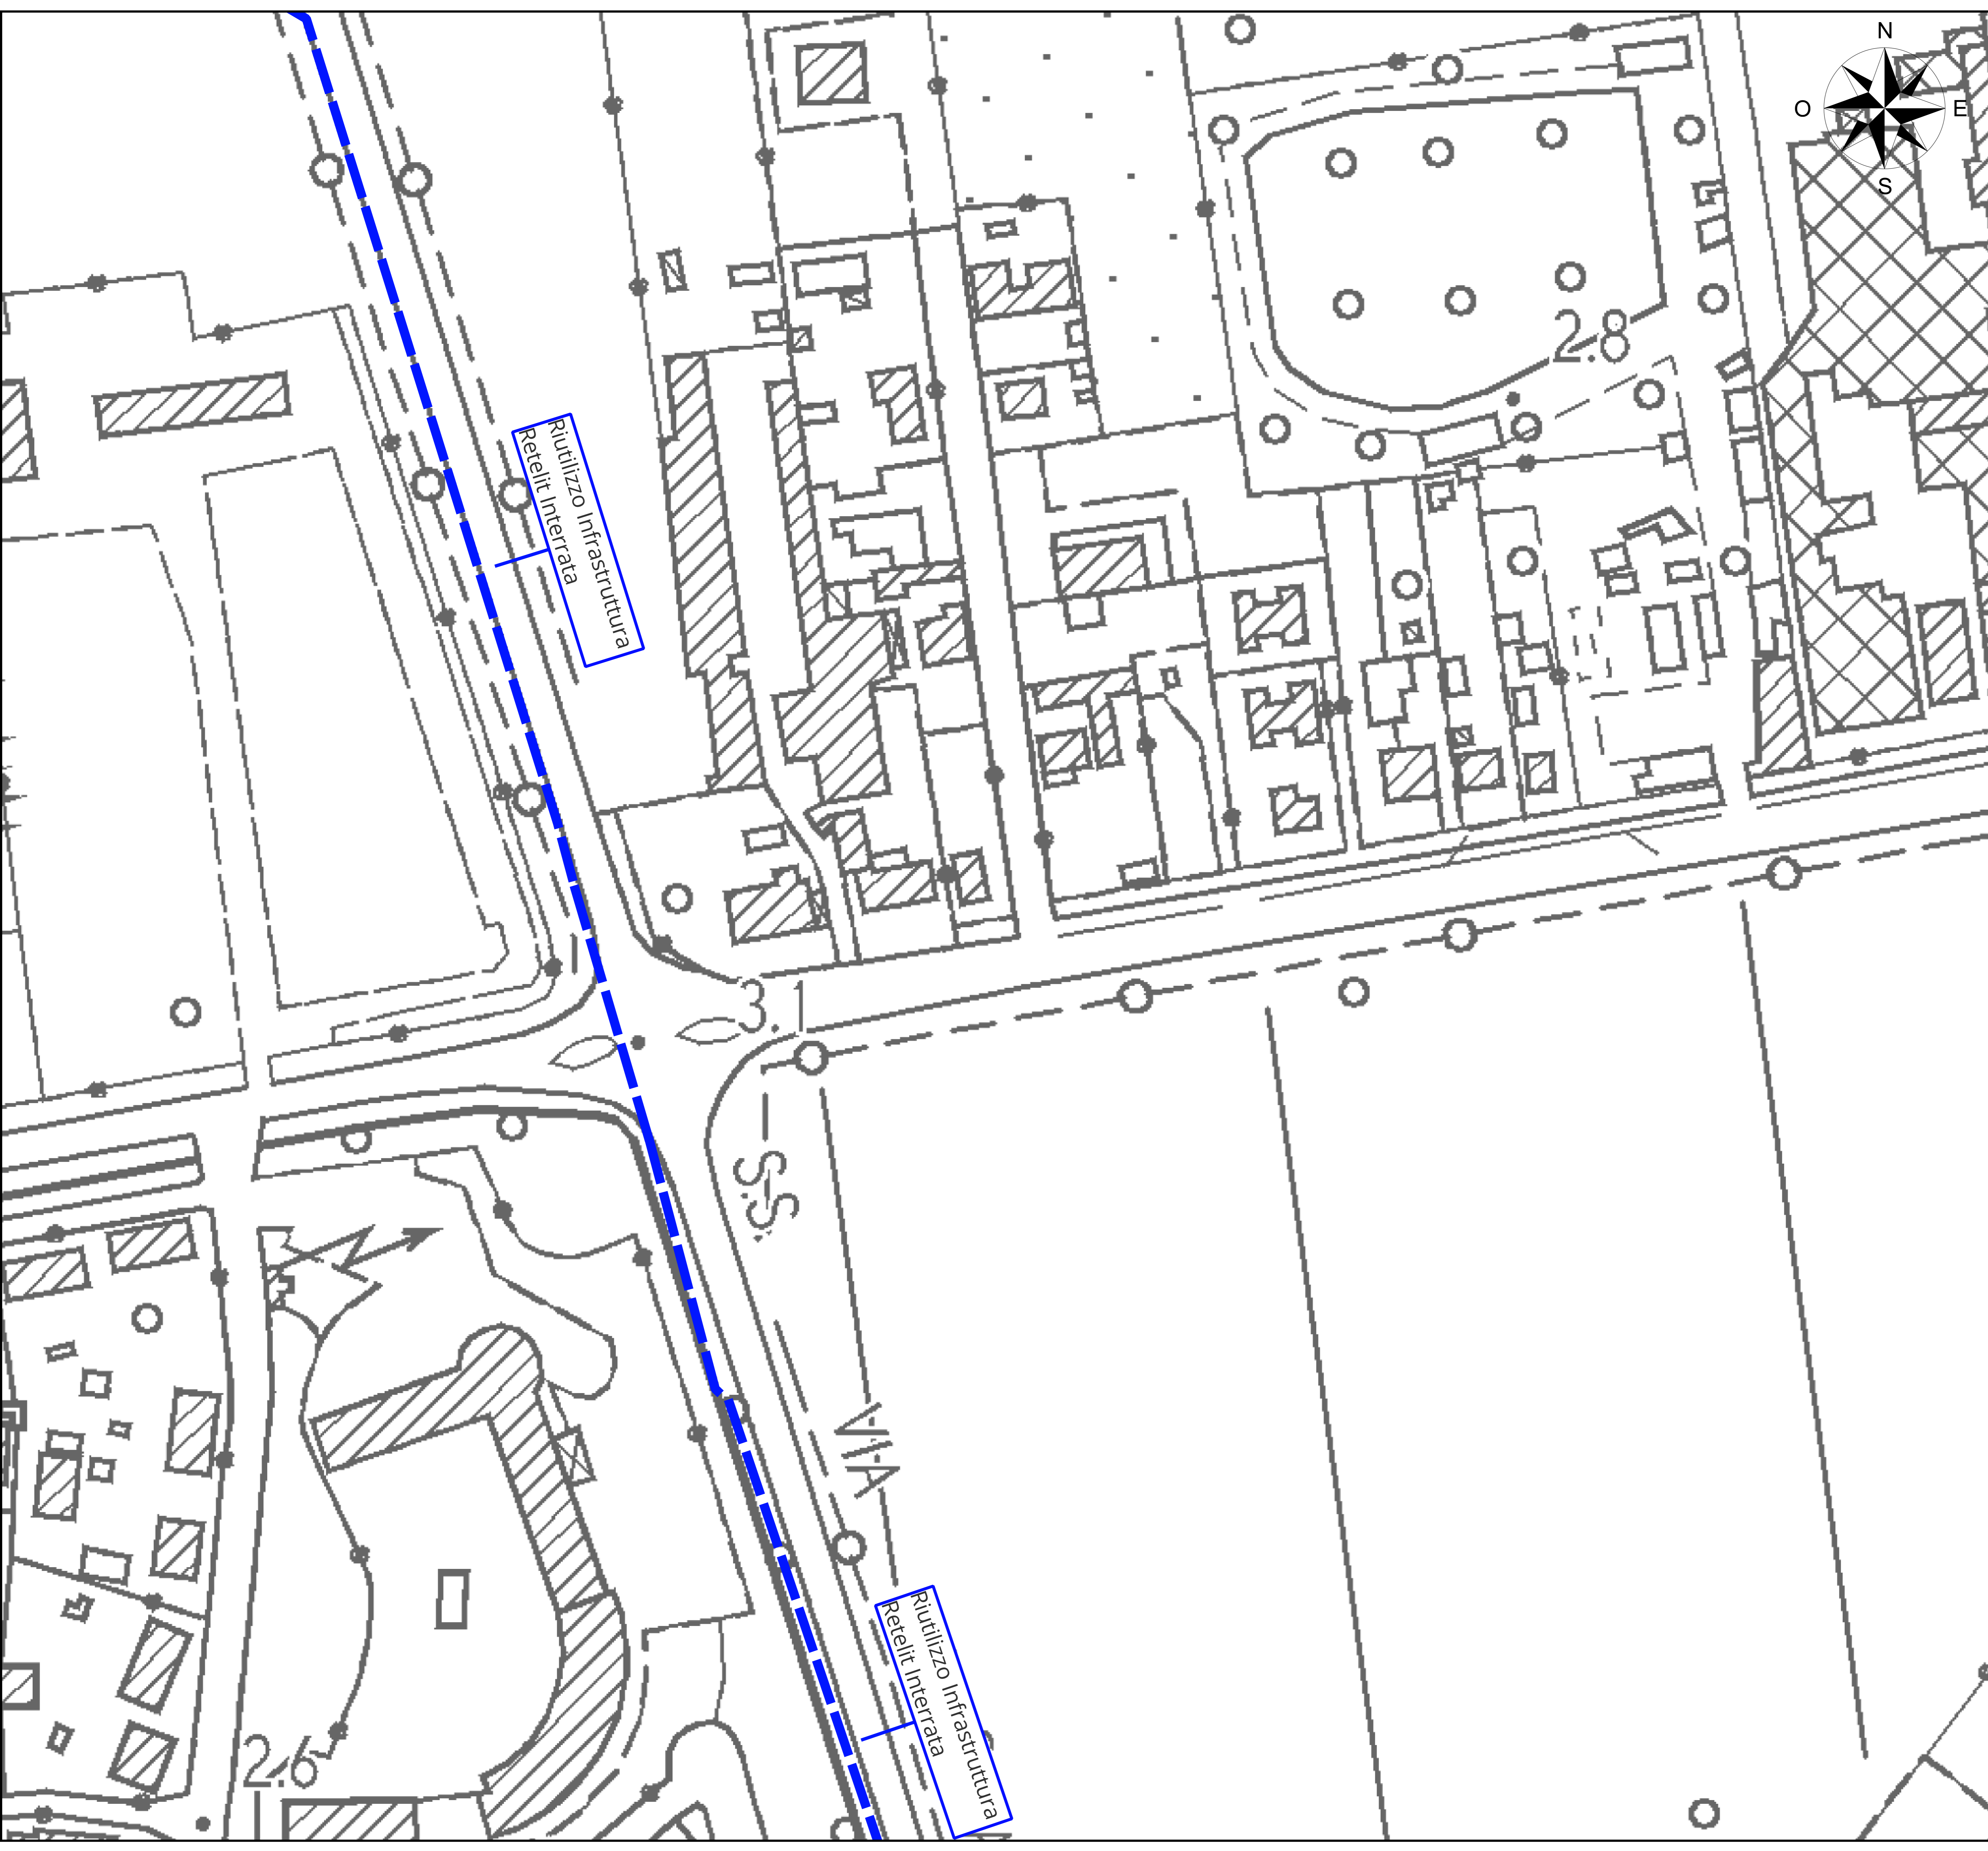 N
O
E
S
2.8
Riutilizzo Infrastruttura
Retelit Interrata
3.1
S.S.
VIA
Riutilizzo Infrastruttura
Retelit Interrata
2.6